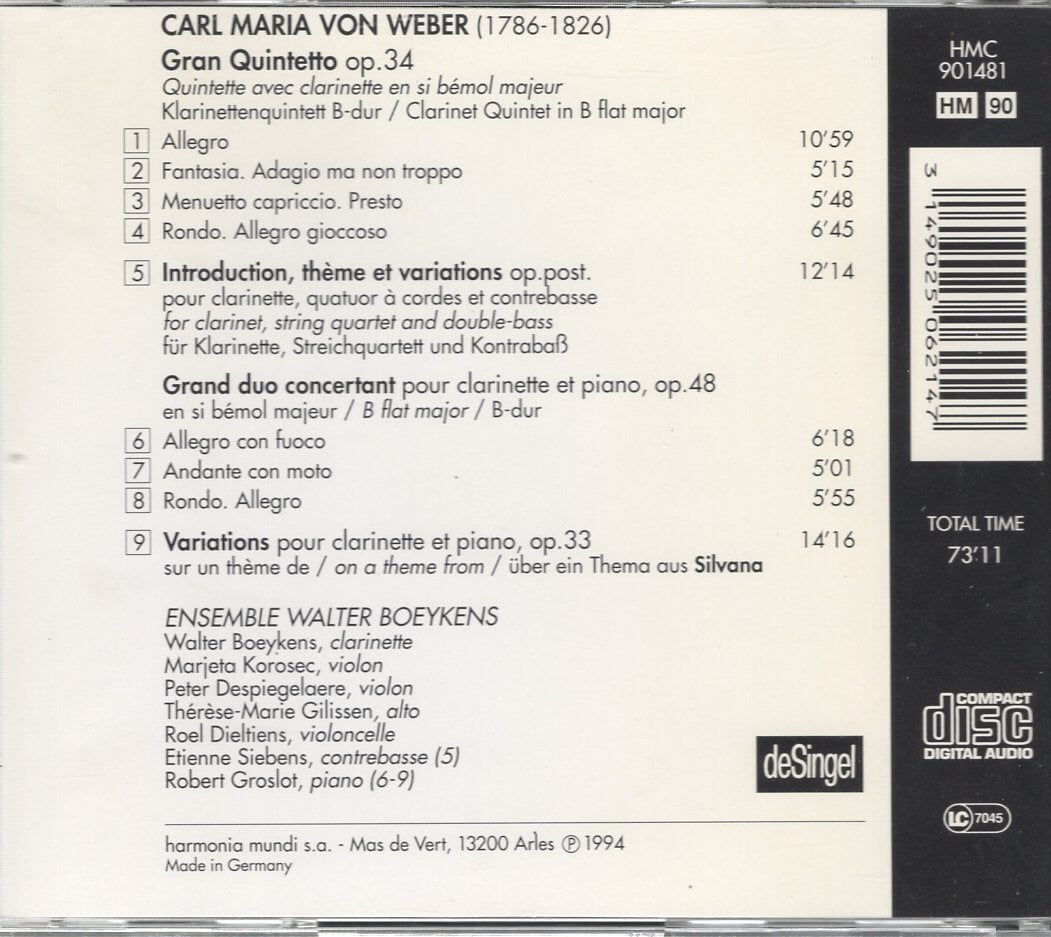 CARL MARIA VON WEBER (1786-1826)
Gran Quintetto op.34
Quintette avec clarinette en si bémol majeur
Klarinettenquintett B-dur / Clarinet Quintet in B flat major
1 Allegro 10'59
2 Fantasia. Adagio ma non troppo 5'15
3 Menuetto capriccio. Presto 5'48
4 Rondo. Allegro gioccoso 6'45
5 Introduction, thème et variations op.post. 12'14
pour clarinette, quatuor à cordes et contrebasse
for clarinet, string quartet and double-bass
für Klarinette, Streichquartett und Kontrabaß
Grand duo concertant pour clarinette et piano, op.48
en si bémol majeur / B flat major / B-dur
6 Allegro con fuoco 6'18
7 Andante con moto 5'01
8 Rondo. Allegro 5'55
9 Variations pour clarinette et piano, op.33 14'16
sur un thème de / on a theme from / über ein Thema aus Silvana
ENSEMBLE WALTER BOEYKENS
Walter Boeykens, clarinette
Marjeta Korosec, violon
Peter Despiegelaere, violon
Thérèse-Marie Gilissen, alto
Roel Dieltiens, violoncelle
Etienne Siebens, contrebasse (5)
Robert Groslot, piano (6-9)
deSingel
harmonia mundi s.a. - Mas de Vert, 13200 Arles ℗ 1994
Made in Germany
HMC
901481
HM 90
3 149025 062147
TOTAL TIME
73'11
COMPACT
disc
DIGITAL AUDIO
LC 7045